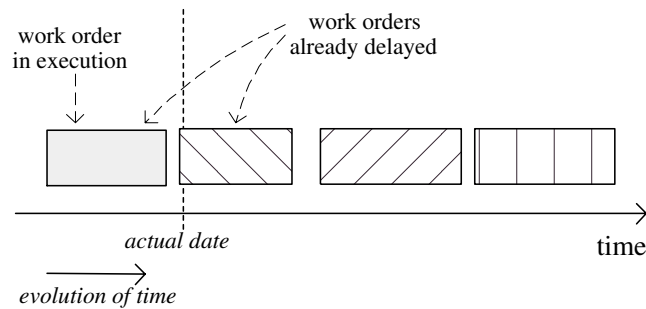 work order
in execution
work orders
already delayed
actual date
time
evolution of time